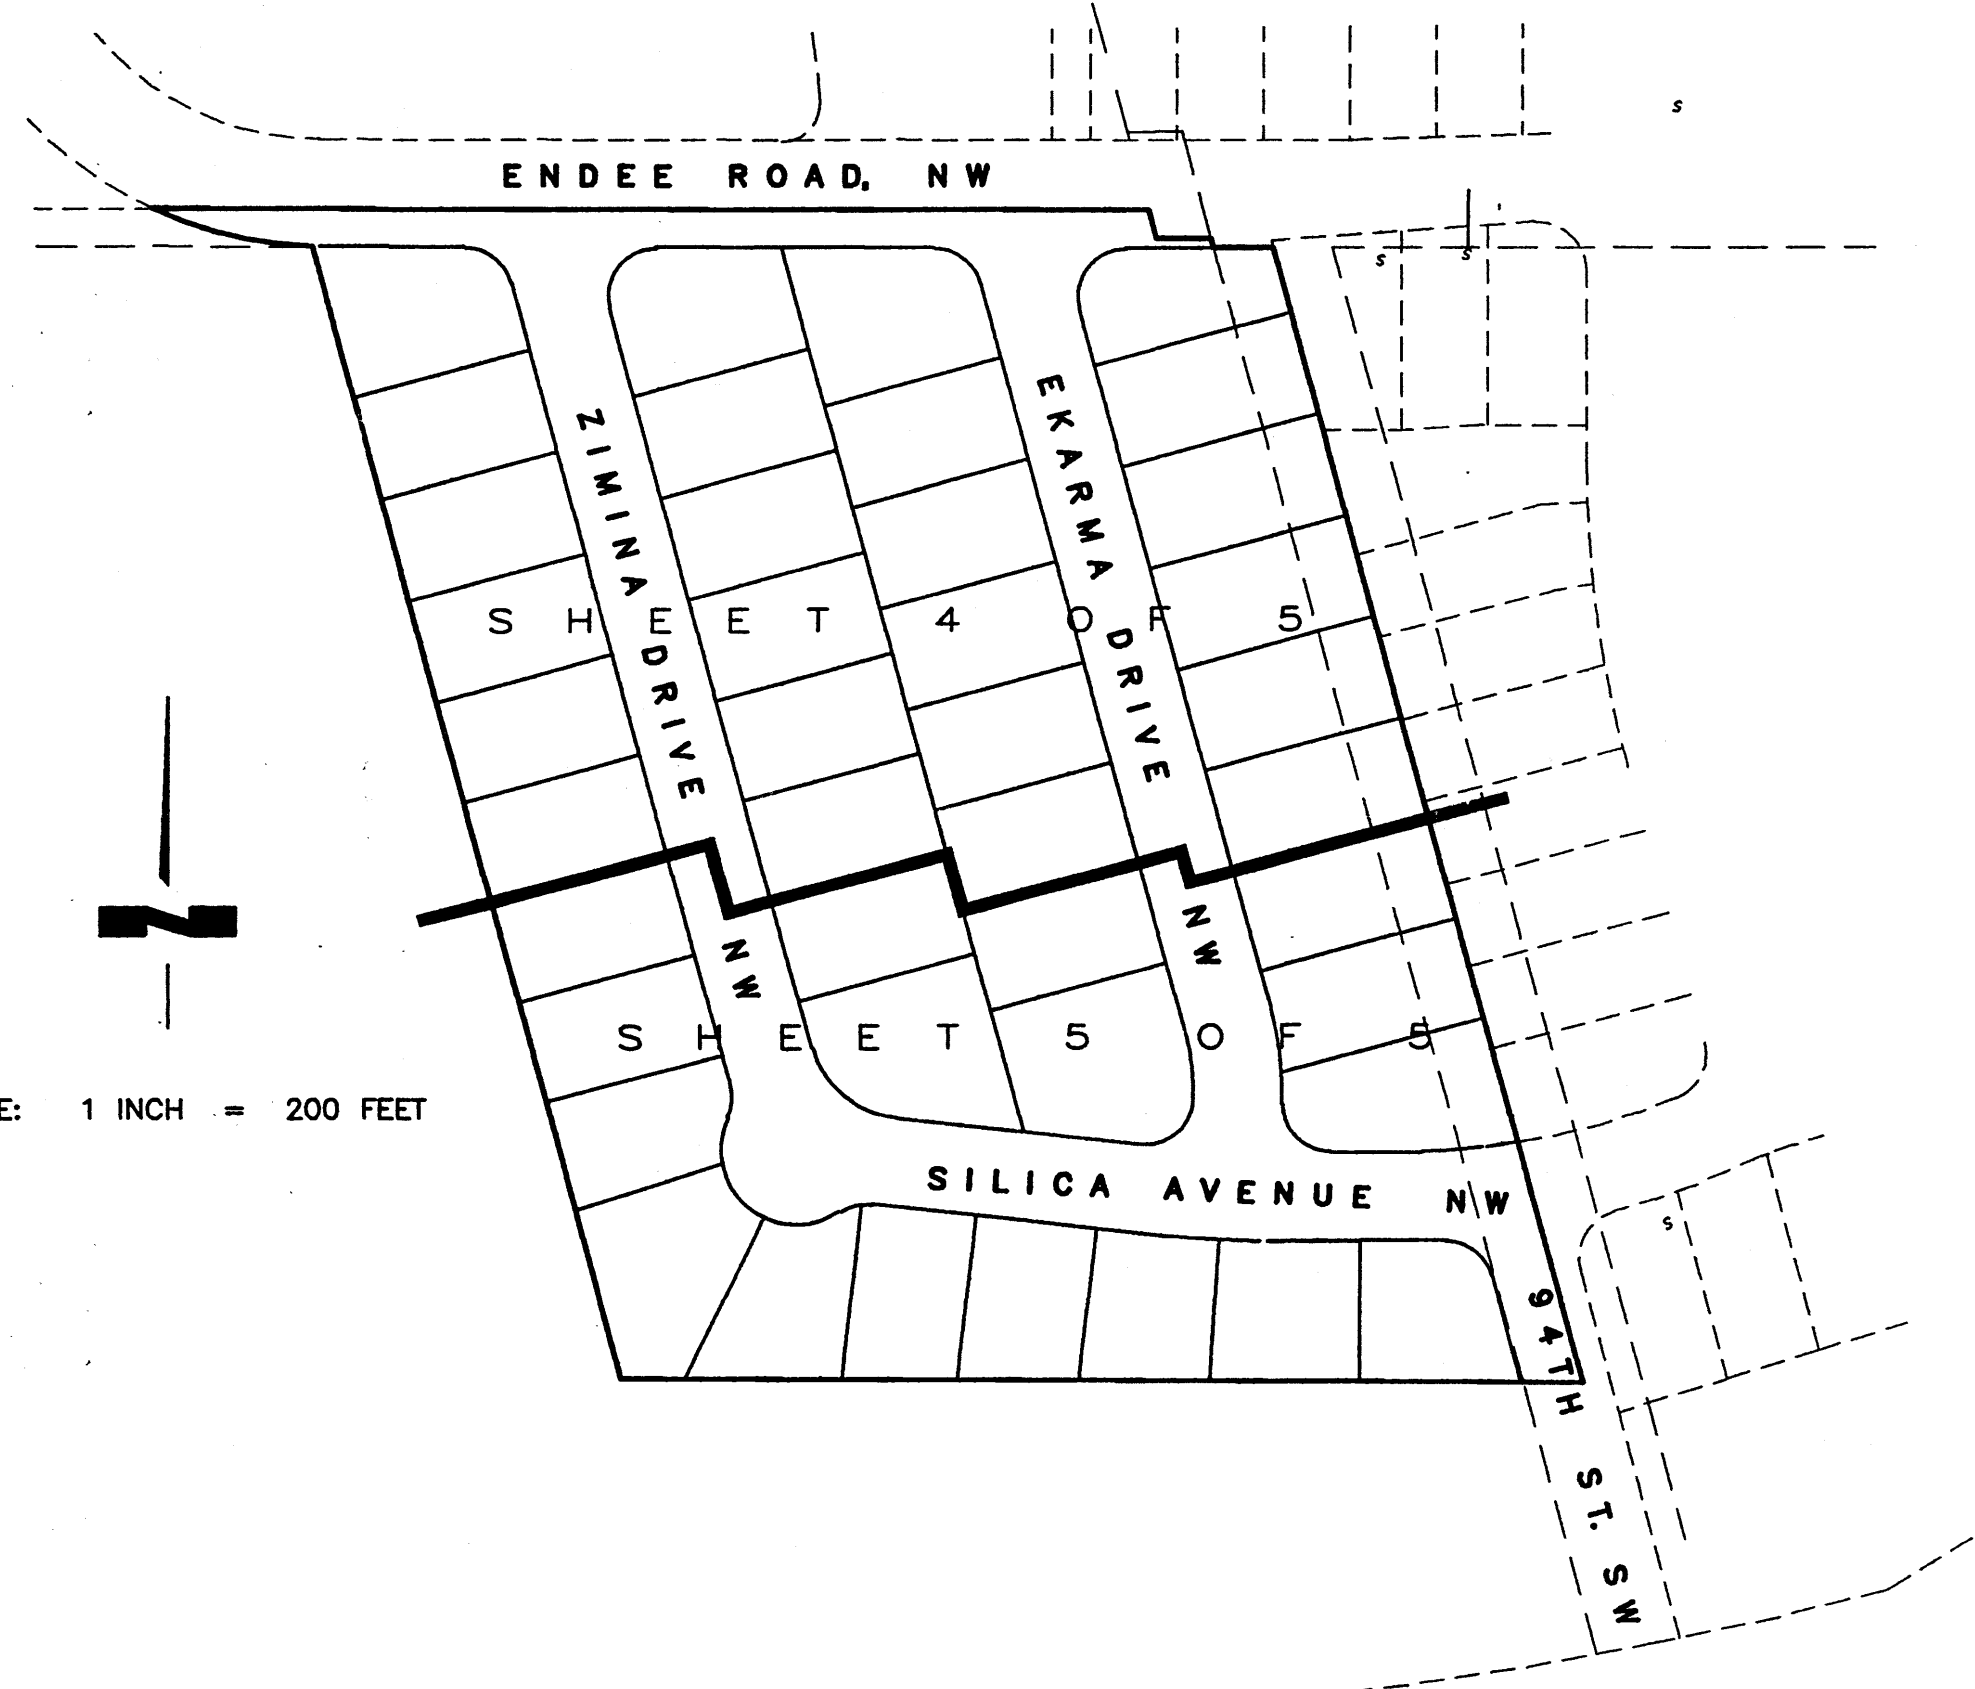 ENDEE ROAD, NW
ZIMINA DRIVE NW
EKARMA DRIVE NW
SHEET 4 OF 5
N
SHEET 5 OF 5
E: 1 INCH = 200 FEET
SILICA AVENUE NW
94TH ST. SW
s
s
s
s